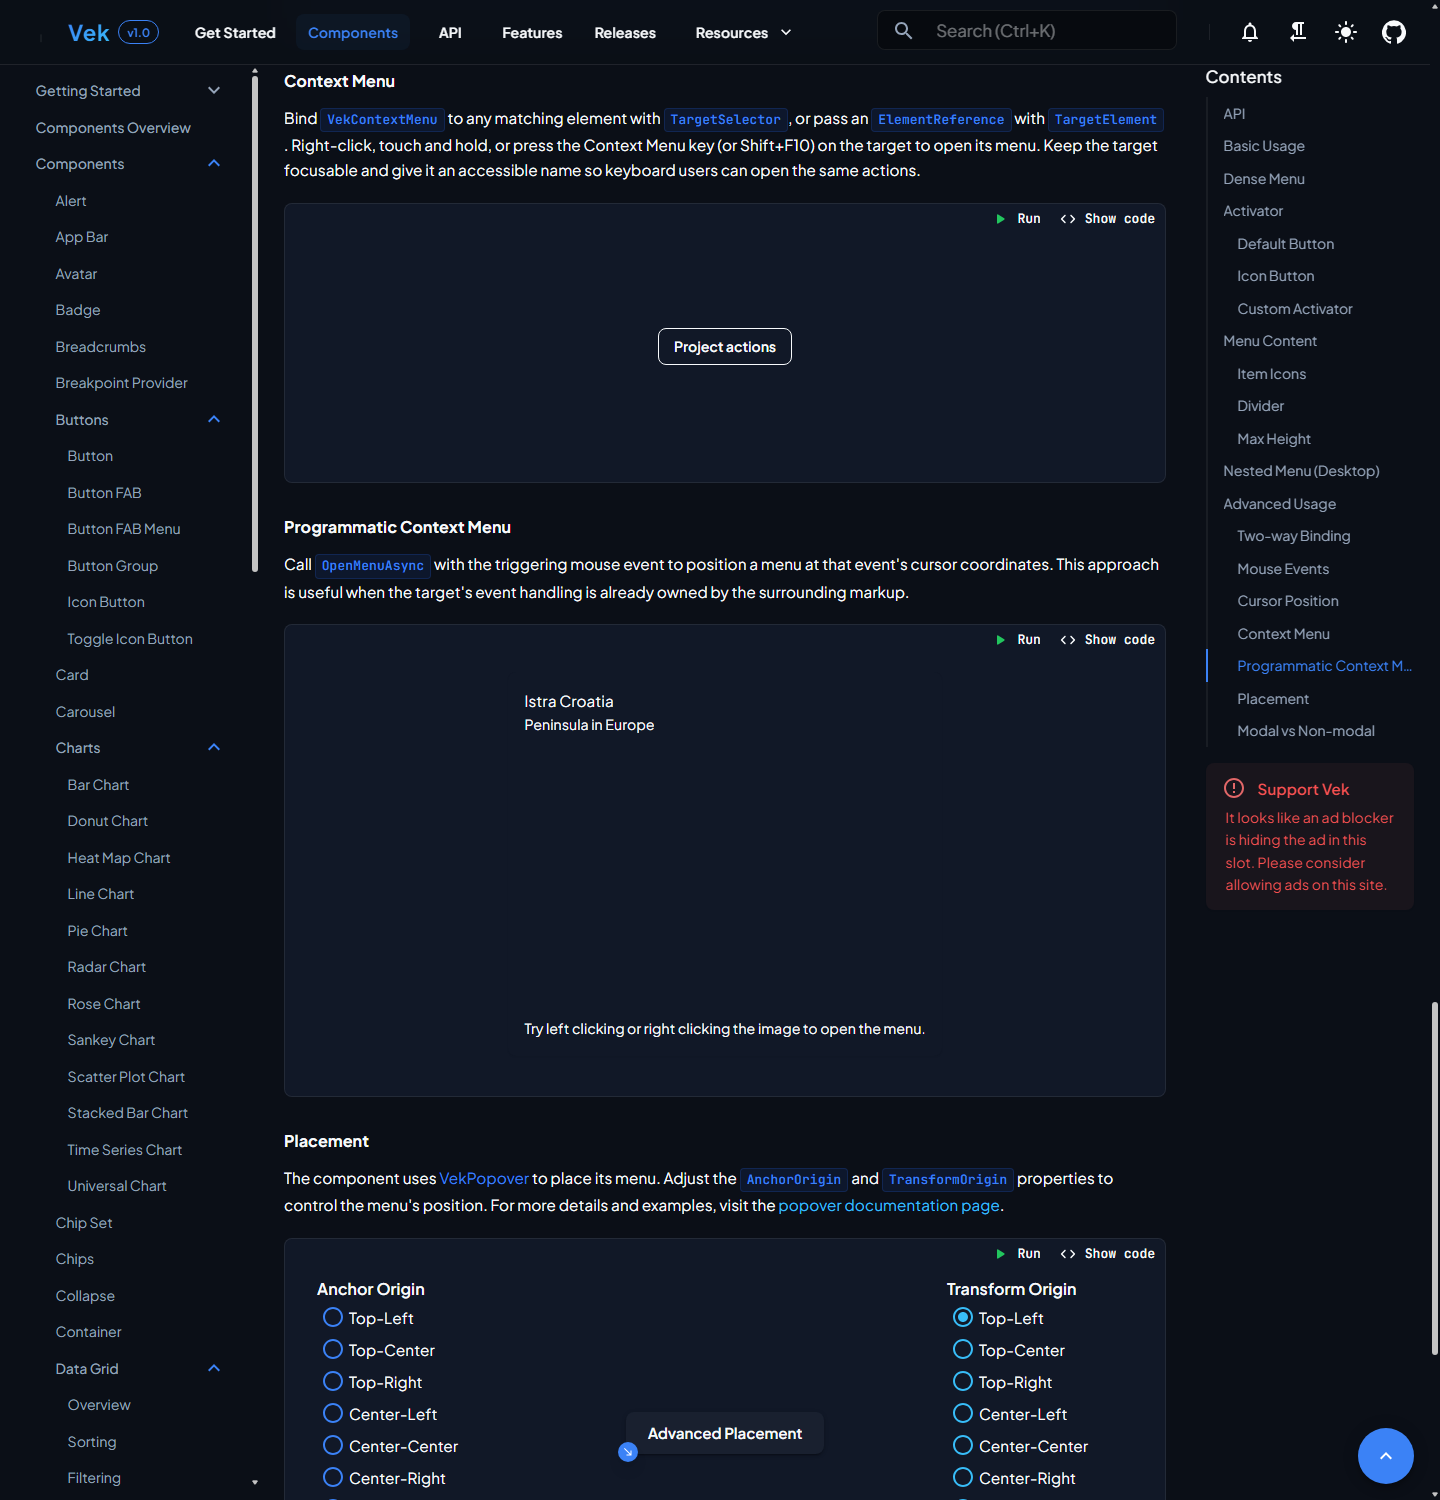 Vek v1.0 Get Started Components API Features Releases Resources Search (Ctrl+K)
Getting Started
Components Overview
Components
Alert
App Bar
Avatar
Badge
Breadcrumbs
Breakpoint Provider
Buttons
Button
Button FAB
Button FAB Menu
Button Group
Icon Button
Toggle Icon Button
Card
Carousel
Charts
Bar Chart
Donut Chart
Heat Map Chart
Line Chart
Pie Chart
Radar Chart
Rose Chart
Sankey Chart
Scatter Plot Chart
Stacked Bar Chart
Time Series Chart
Universal Chart
Chip Set
Chips
Collapse
Container
Data Grid
Overview
Sorting
Filtering
Context Menu
Bind VekContextMenu to any matching element with TargetSelector, or pass an ElementReference with TargetElement
. Right-click, touch and hold, or press the Context Menu key (or Shift+F10) on the target to open its menu. Keep the target
focusable and give it an accessible name so keyboard users can open the same actions.
Run <> Show code
Project actions
Programmatic Context Menu
Call OpenMenuAsync with the triggering mouse event to position a menu at that event's cursor coordinates. This approach
is useful when the target's event handling is already owned by the surrounding markup.
Run <> Show code
Istra Croatia
Peninsula in Europe
Try left clicking or right clicking the image to open the menu.
Placement
The component uses VekPopover to place its menu. Adjust the AnchorOrigin and TransformOrigin properties to
control the menu's position. For more details and examples, visit the popover documentation page.
Run <> Show code
Anchor Origin
Top-Left
Top-Center
Top-Right
Center-Left
Center-Center
Center-Right
Advanced Placement
Transform Origin
Top-Left
Top-Center
Top-Right
Center-Left
Center-Center
Center-Right
Contents
API
Basic Usage
Dense Menu
Activator
Default Button
Icon Button
Custom Activator
Menu Content
Item Icons
Divider
Max Height
Nested Menu (Desktop)
Advanced Usage
Two-way Binding
Mouse Events
Cursor Position
Context Menu
Programmatic Context M...
Placement
Modal vs Non-modal
Support Vek
It looks like an ad blocker
is hiding the ad in this
slot. Please consider
allowing ads on this site.